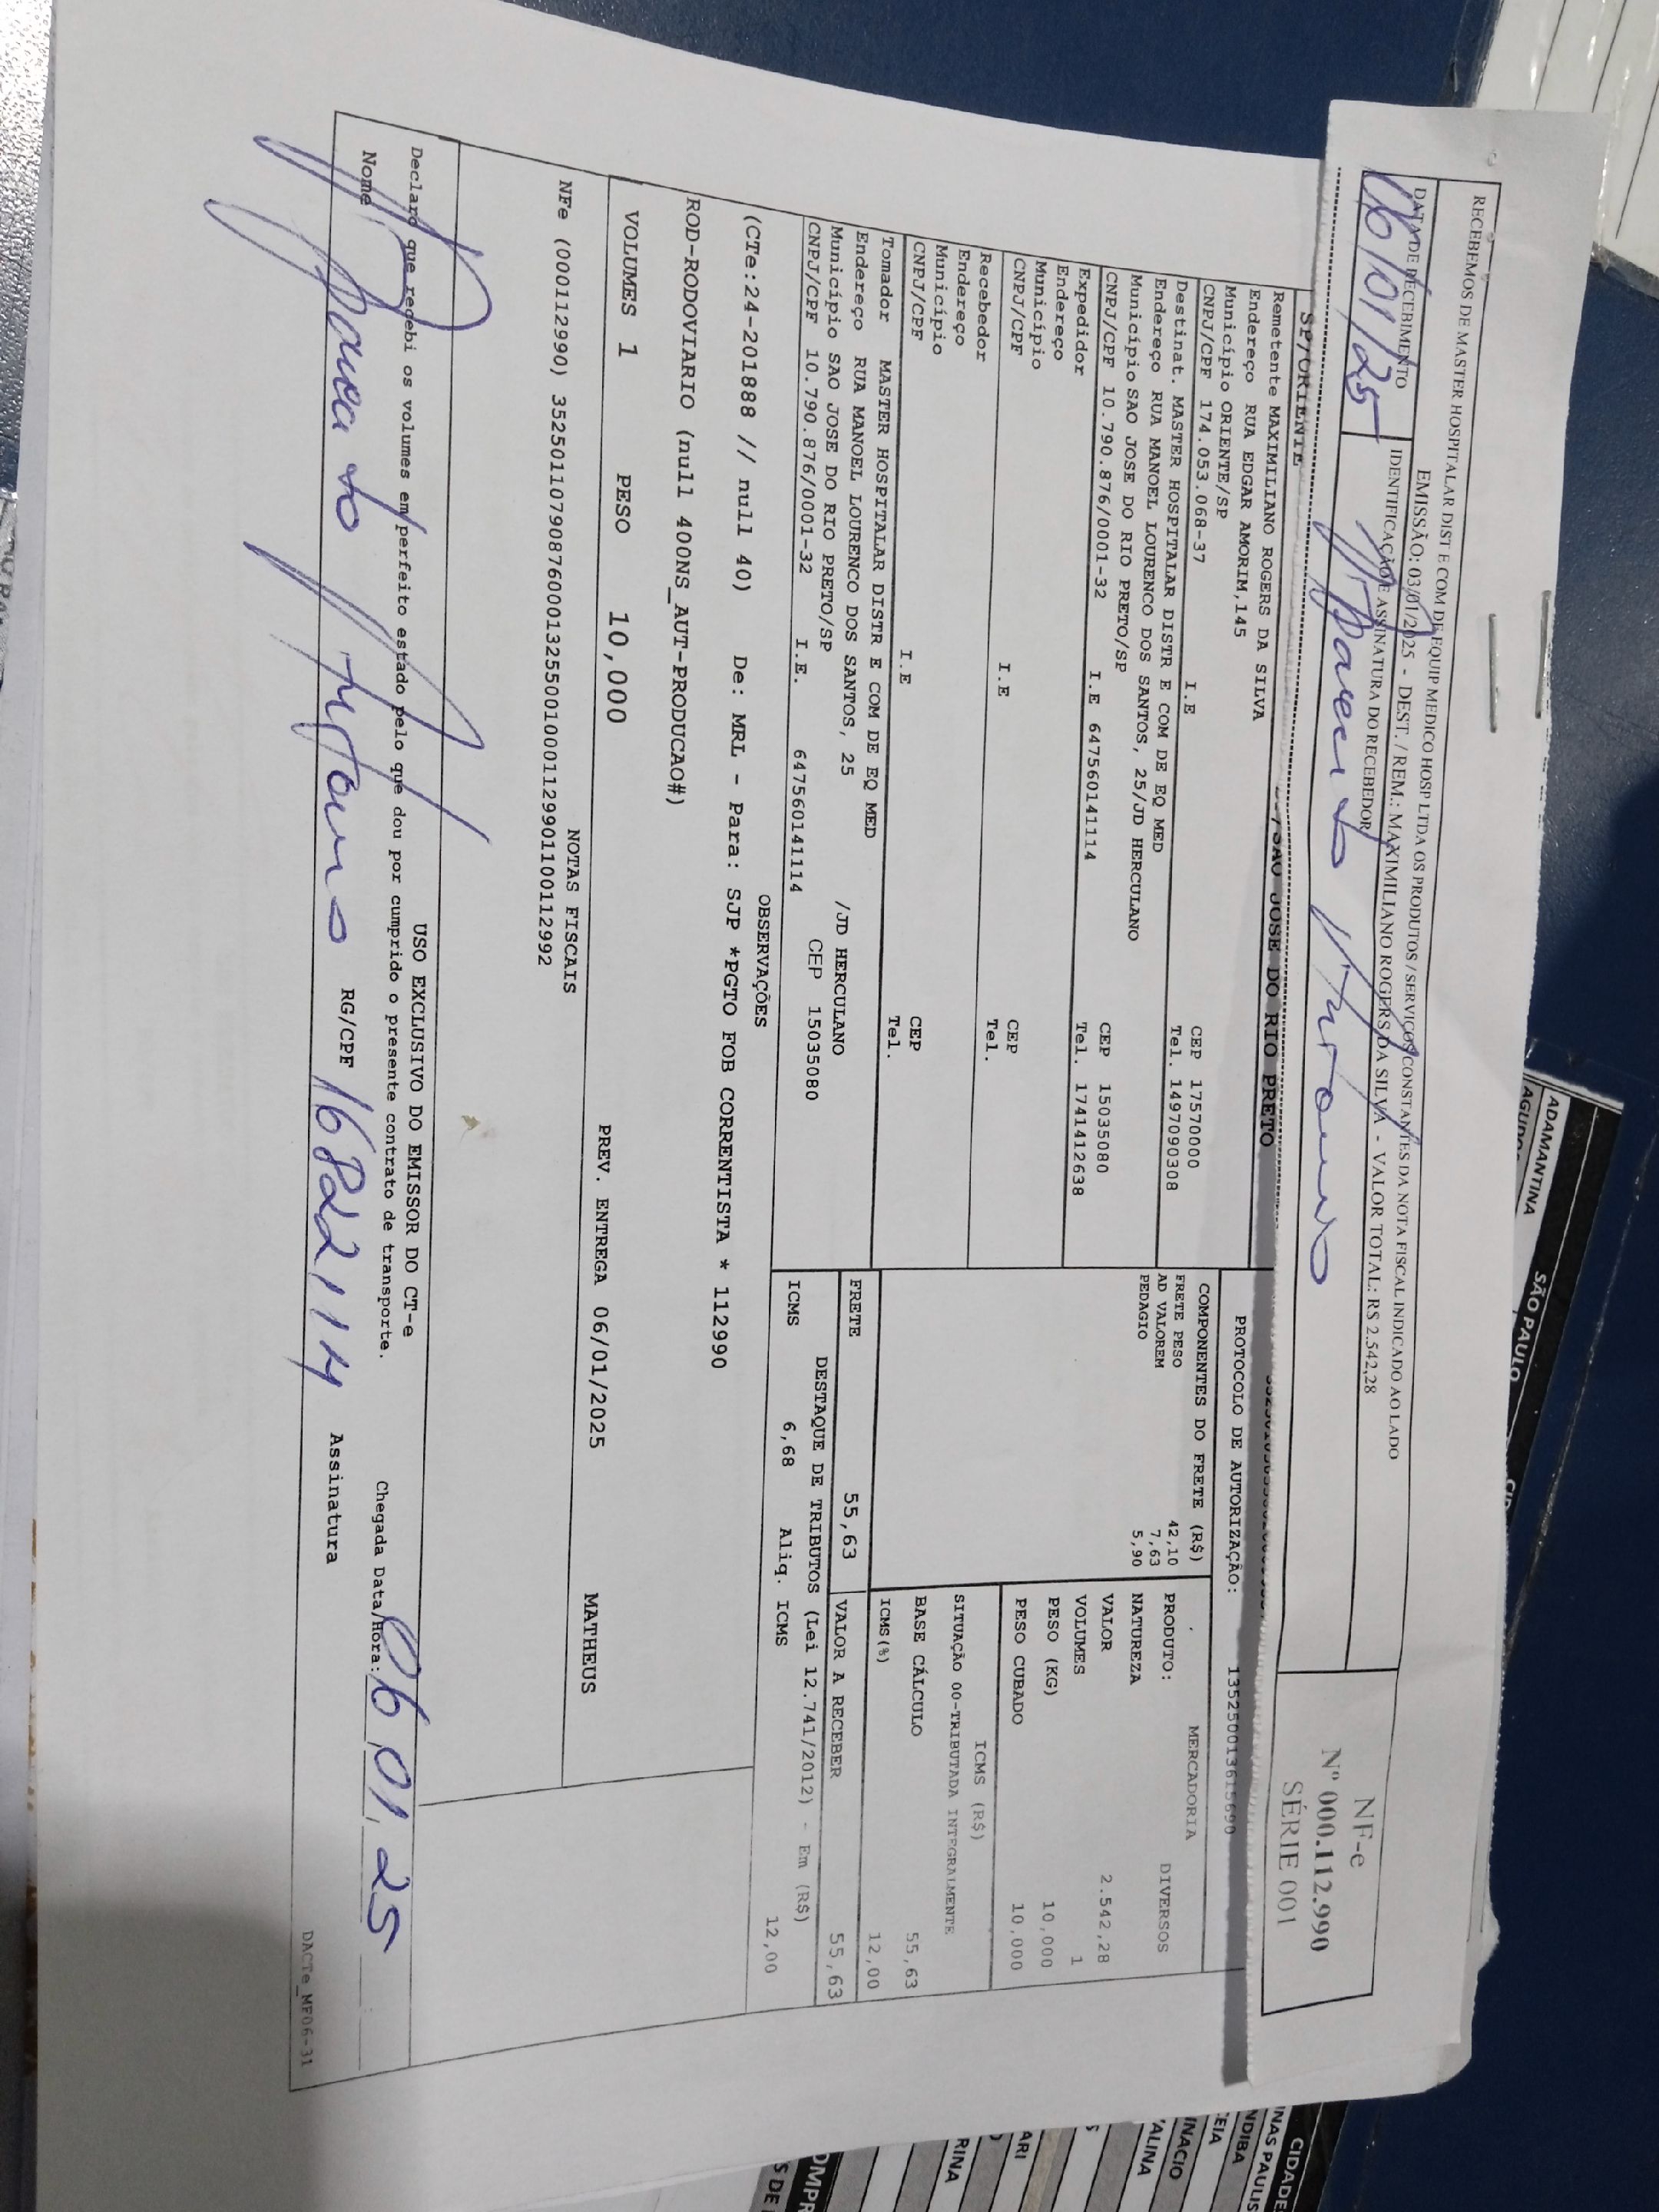 RECEBEMOS DE MASTER HOSPITALAR DIST E COM DE EQUIP MEDICO HOSP LTDA OS PRODUTOS / SERVIÇOS CONSTANTES DA NOTA FISCAL INDICADO AO LADO
EMISSÃO: 03/01/2025 - DEST. / REM.: MAXIMILIANO ROGERS DA SILVA - VALOR TOTAL: R$ 2.542,28
DATA DE RECEBIMENTO
IDENTIFICAÇÃO E ASSINATURA DO RECEBEDOR
06/01/25
NF-e
Nº 000.112.990
SÉRIE 001
SP/ORIENTE
SAO JOSE DO RIO PRETO
PROTOCOLO DE AUTORIZAÇÃO: 135250013615690
Remetente MAXIMILIANO ROGERS DA SILVA
Endereço RUA EDGAR AMORIM,145
Município ORIENTE/SP
CEP 17570000
CNPJ/CPF 174.053.068-37 I.E Tel. 1497090308
Destinat. MASTER HOSPITALAR DISTR E COM DE EQ MED
Endereço RUA MANOEL LOURENCO DOS SANTOS, 25/JD HERCULANO
Município SAO JOSE DO RIO PRETO/SP CEP 15035080
CNPJ/CPF 10.790.876/0001-32 I.E 647560141114 Tel. 1741412638
Expedidor
Endereço
Município CEP
CNPJ/CPF I.E Tel.
Recebedor
Endereço
Município CEP
CNPJ/CPF I.E Tel.
Tomador MASTER HOSPITALAR DISTR E COM DE EQ MED
Endereço RUA MANOEL LOURENCO DOS SANTOS, 25 /JD HERCULANO
Município SAO JOSE DO RIO PRETO/SP CEP 15035080
CNPJ/CPF 10.790.876/0001-32 I.E. 647560141114
COMPONENTES DO FRETE (R$)
FRETE PESO 42,10
AD VALOREM 7,63
PEDAGIO 5,90
MERCADORIA
PRODUTO: DIVERSOS
NATUREZA
VALOR 2.542,28
VOLUMES 1
PESO (KG) 10,000
PESO CUBADO 10,000
ICMS (R$)
SITUAÇÃO 00-TRIBUTADA INTEGRALMENTE
BASE CÁLCULO 55,63
ICMS(%) 12,00
FRETE 55,63
VALOR A RECEBER 55,63
DESTAQUE DE TRIBUTOS (Lei 12.741/2012) - Em (R$)
ICMS 6,68 Aliq. ICMS 12,00
OBSERVAÇÕES
(CTe:24-201888 // null 40) De: MRL - Para: SJP *PGTO FOB CORRENTISTA * 112990
ROD-RODOVIARIO (null 400NS_AUT-PRODUCAO#)
VOLUMES 1 PESO 10,000 PREV. ENTREGA 06/01/2025 MATHEUS
NOTAS FISCAIS
NFe (000112990) 35250110790876000132550010001129901100112992
USO EXCLUSIVO DO EMISSOR DO CT-e
Declaro que recebi os volumes em perfeito estado pelo que dou por cumprido o presente contrato de transporte.
Chegada Data/Hora: 06 01 25
Nome RG/CPF Assinatura
DACTe_MF06-31
ADAMANTINA
SÃO PAULO
CIDADE